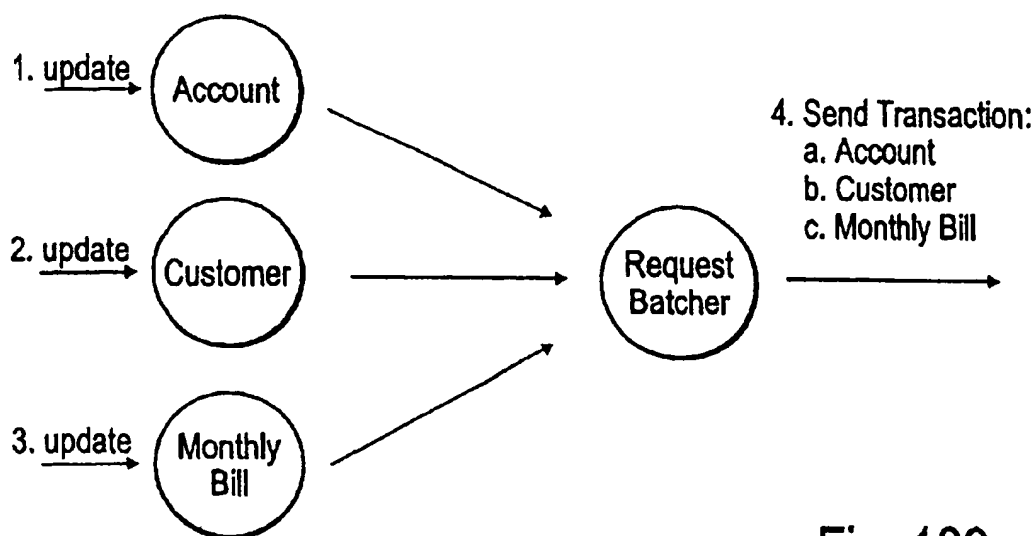 1. update
Account
2. update
Customer
3. update
Monthly
Bill
Request
Batcher
4. Send Transaction:
a. Account
b. Customer
c. Monthly Bill